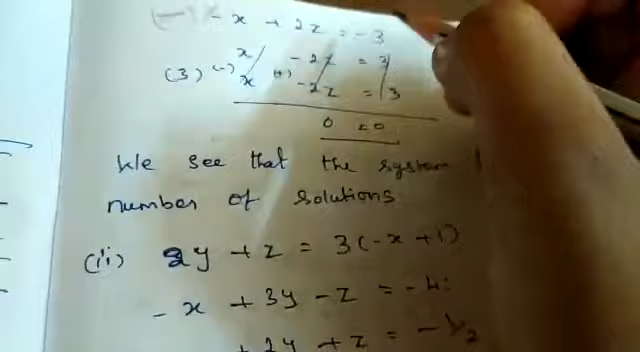 -x + 2z = -3
x - 2z = 3
(3) (-) x (+) - 2z = 3
0 = 0
We see that the system
number of solutions
(ii) 2y + z = 3(-x + 1)
- x + 3y - z = -4
+ 2y + z = -1/2